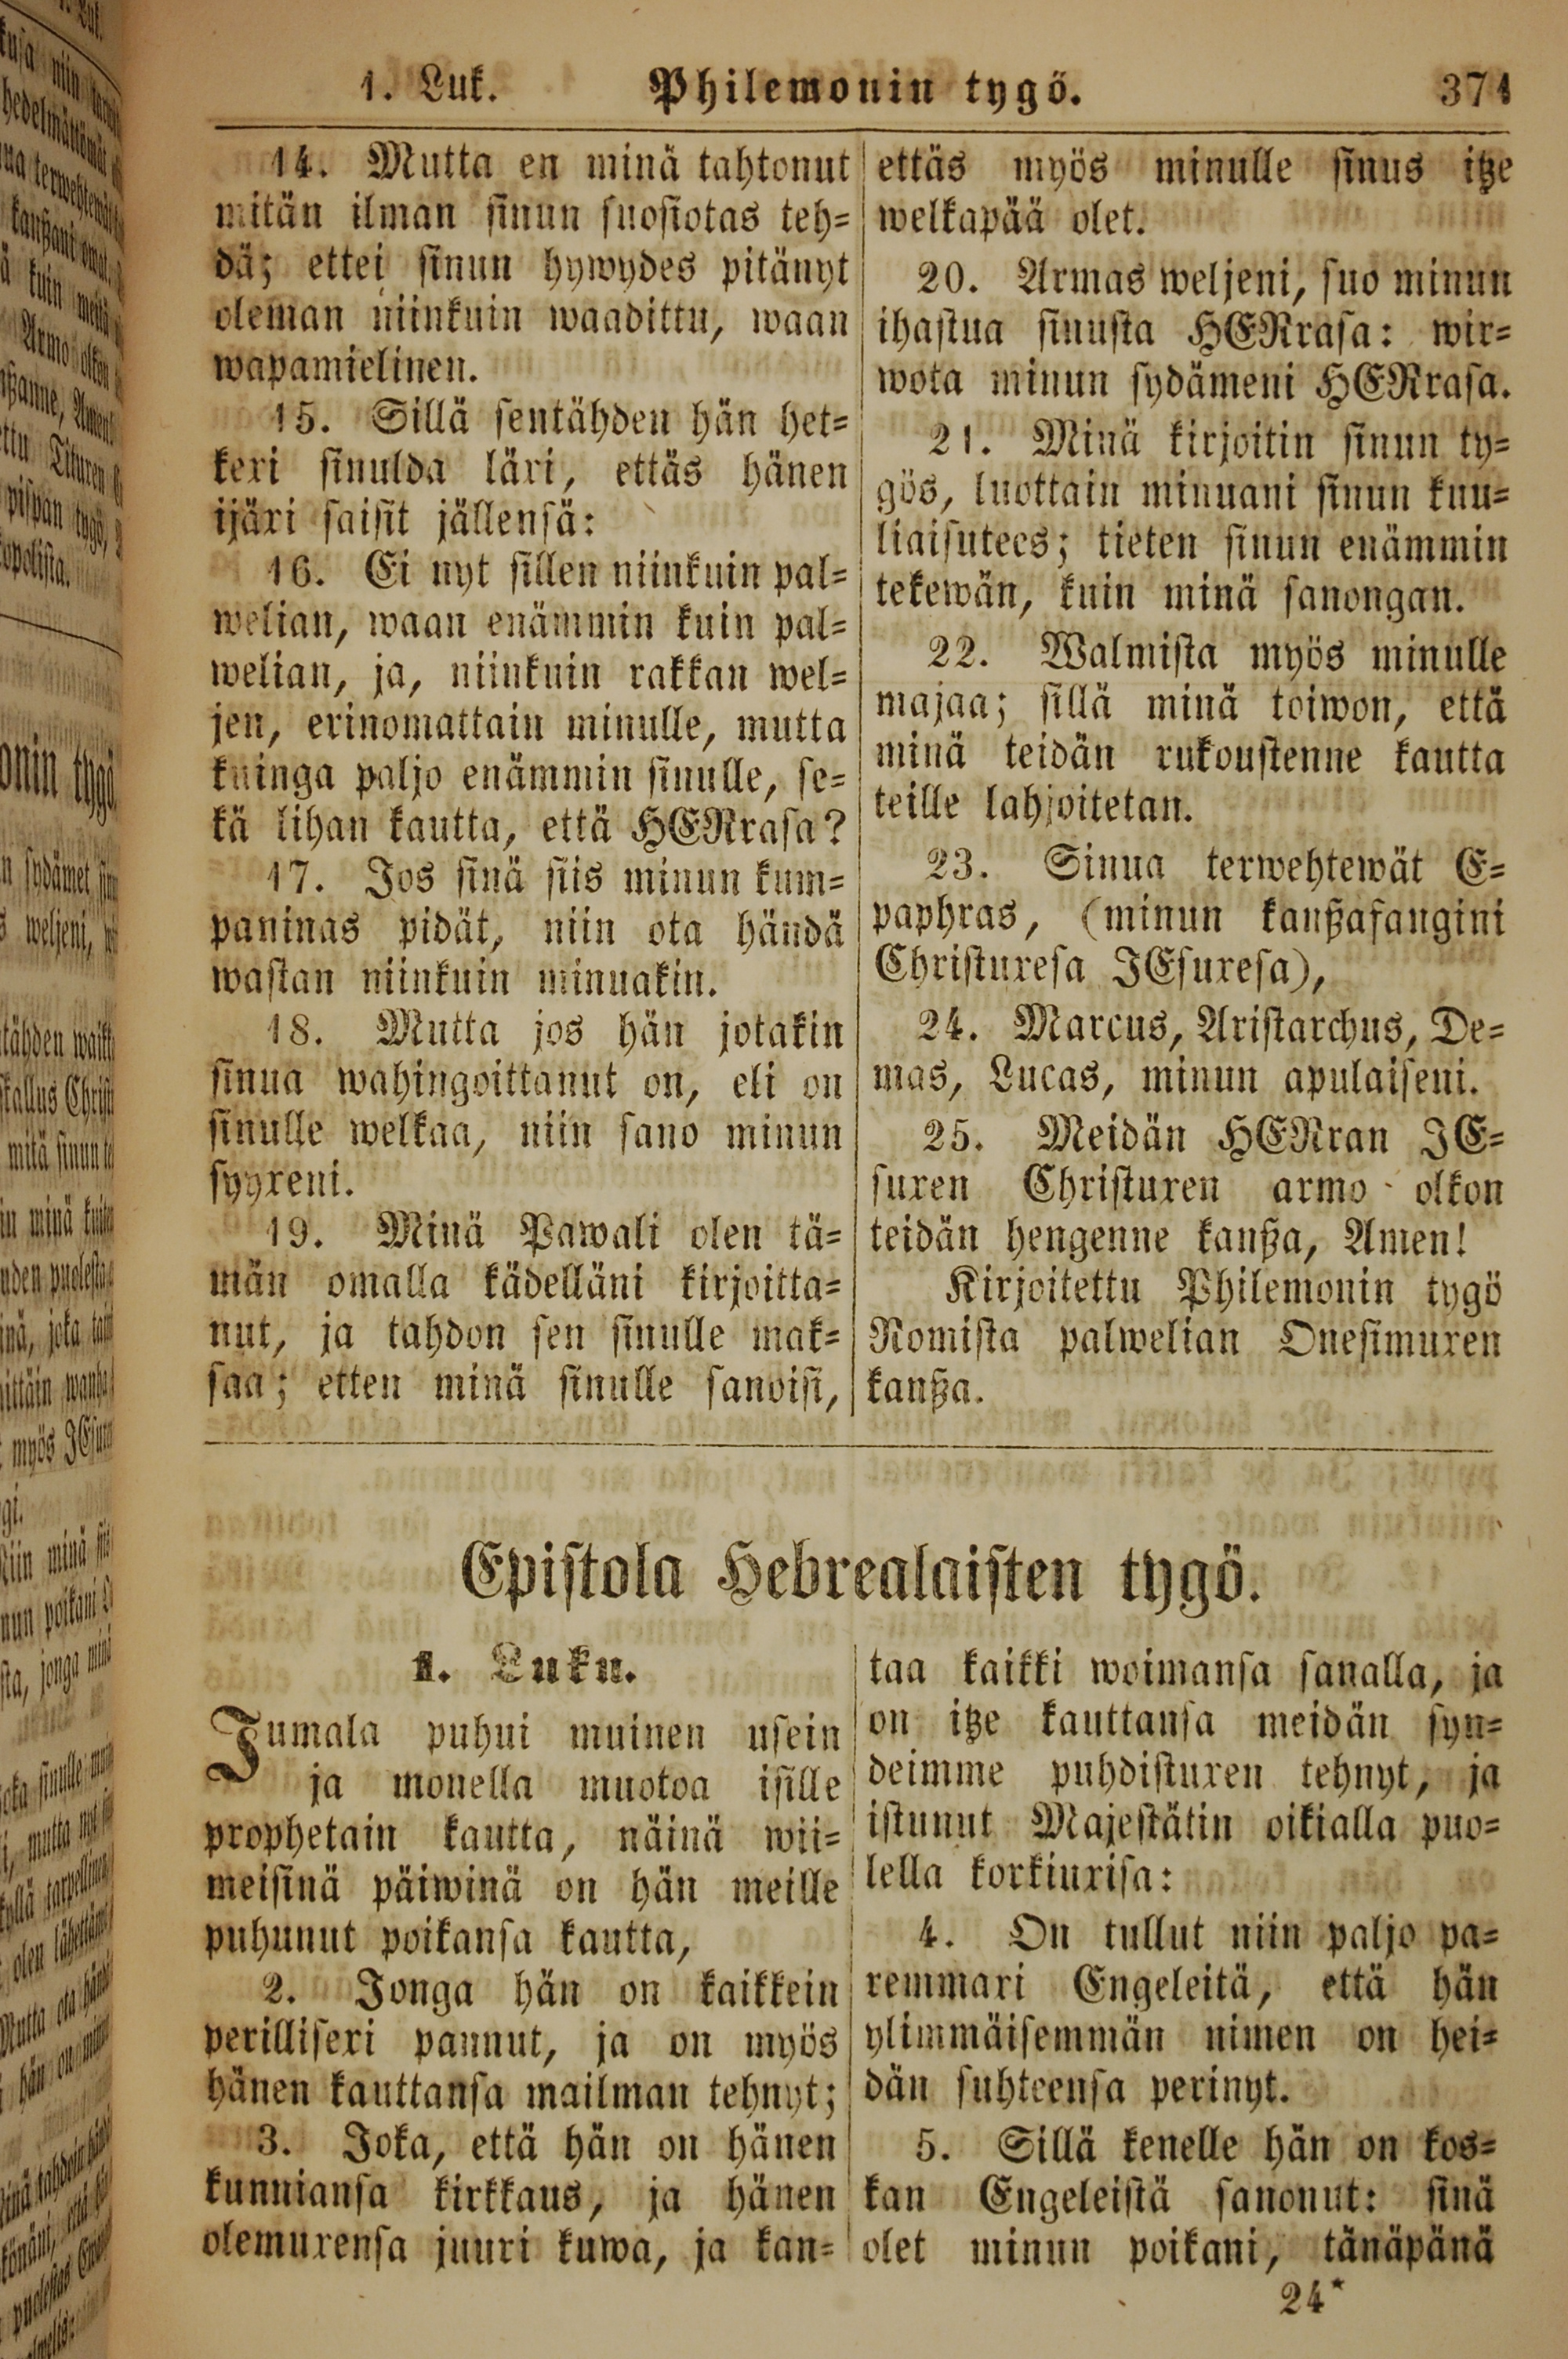 1. Luk. Philemonin tygö. 371
14. Mutta en minä tahtonut
mitän ilman sinun suosiotas teh=
dä; ettei sinun hywydes pitänyt
oleman niinkuin waadittu, waan
wapamielinen.
15. Sillä sentähden hän het=
kexi sinulda läxi, ettäs hänen
ijäxi saisit jällensä:
16. Ei nyt sillen niinkuin pal=
welian, waan enämmin kuin pal=
welian, ja, niinkuin rakkan wel=
jen, erinomattain minulle, mutta
kuinga paljo enämmin sinulle, se=
kä lihan kautta, että HERrasa?
17. Jos sinä siis minun kum=
paninas pidät, niin ota händä
wastan niinkuin minuakin.
18. Mutta jos hän jotakin
sinua wahingoittanut on, eli on
sinulle welkaa, niin sano minun
syyxeni.
19. Minä Pawali olen tä=
män omalla kädelläni kirjoitta=
nut, ja tahdon sen sinulle mak=
saa; etten minä sinulle sanoisi,
ettäs myös minulle sinus itze
welkapää olet.
20. Armas weljeni, suo minun
ihastua sinusta HERrasa: wir=
wota minun sydämeni HERrasa.
21. Minä kirjoitin sinun ty=
gös, luottain minuani sinun kuu=
liaisutees; tieten sinun enämmin
tekewän, kuin minä sanongan.
22. Walmista myös minulle
majaa; sillä minä toiwon, että
minä teidän rukoustenne kautta
teille lahjoitetan.
23. Sinua terwehtewät E=
paphras, (minun kanßafangini
Christuxesa JEsuxesa),
24. Marcus, Aristarchus, De=
mas, Lucas, minun apulaiseni.
25. Meidän HERran JE=
suxen Christuxen armo olkon
teidän hengenne kanßa, Amen!
Kirjoitettu Philemonin tygö
Romista palwelian Onesimuxen
kanßa.
Epistola Hebrealaisten tygö.
1. Luku.
Jumala puhui muinen usein
ja monella muotoa isille
prophetain kautta, näinä wii=
meisinä päiwinä on hän meille
puhunut poikansa kautta,
2. Jonga hän on kaikkein
perillisexi pannut, ja on myös
hänen kauttansa mailman tehnyt;
3. Joka, että hän on hänen
kunniansa kirkkaus, ja hänen
olemuxensa juuri kuwa, ja kan=
taa kaikki woimansa sanalla, ja
on itze kauttansa meidän syn=
deimme puhdistuxen tehnyt, ja
istunut Majestätin oikialla puo=
lella korkiuxisa:
4. On tullut niin paljo pa=
remmaxi Engeleitä, että hän
ylimmäisemmän nimen on hei=
dän suhteensa perinyt.
5. Sillä kenelle hän on kos=
kan Engeleistä sanonut: sinä
olet minun poikani, tänäpänä
24*